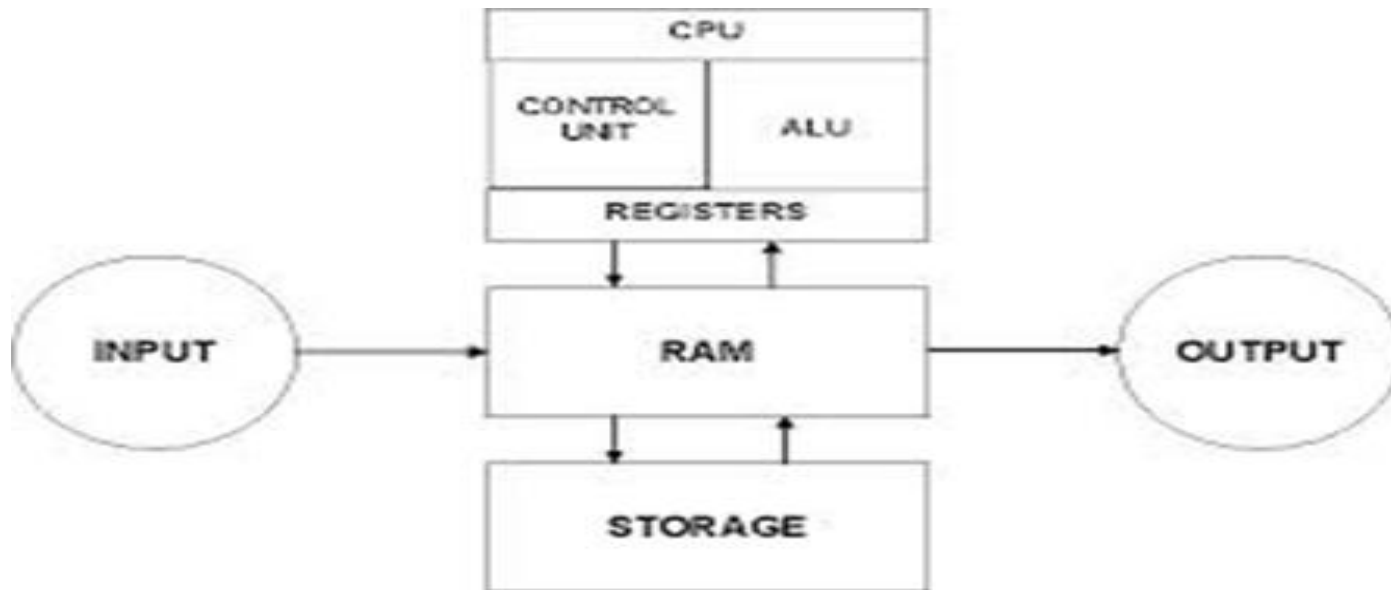 CPU
CONTROL
UNIT
ALU
REGISTERS
INPUT
RAM
OUTPUT
STORAGE